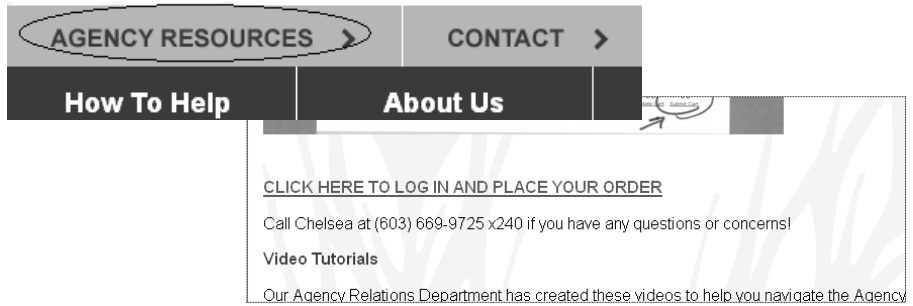 AGENCY RESOURCES > CONTACT >
How To Help About Us
Submit Cart
CLICK HERE TO LOG IN AND PLACE YOUR ORDER
Call Chelsea at (603) 669-9725 x240 if you have any questions or concerns!
Video Tutorials
Our Agency Relations Department has created these videos to help you navigate the Agency